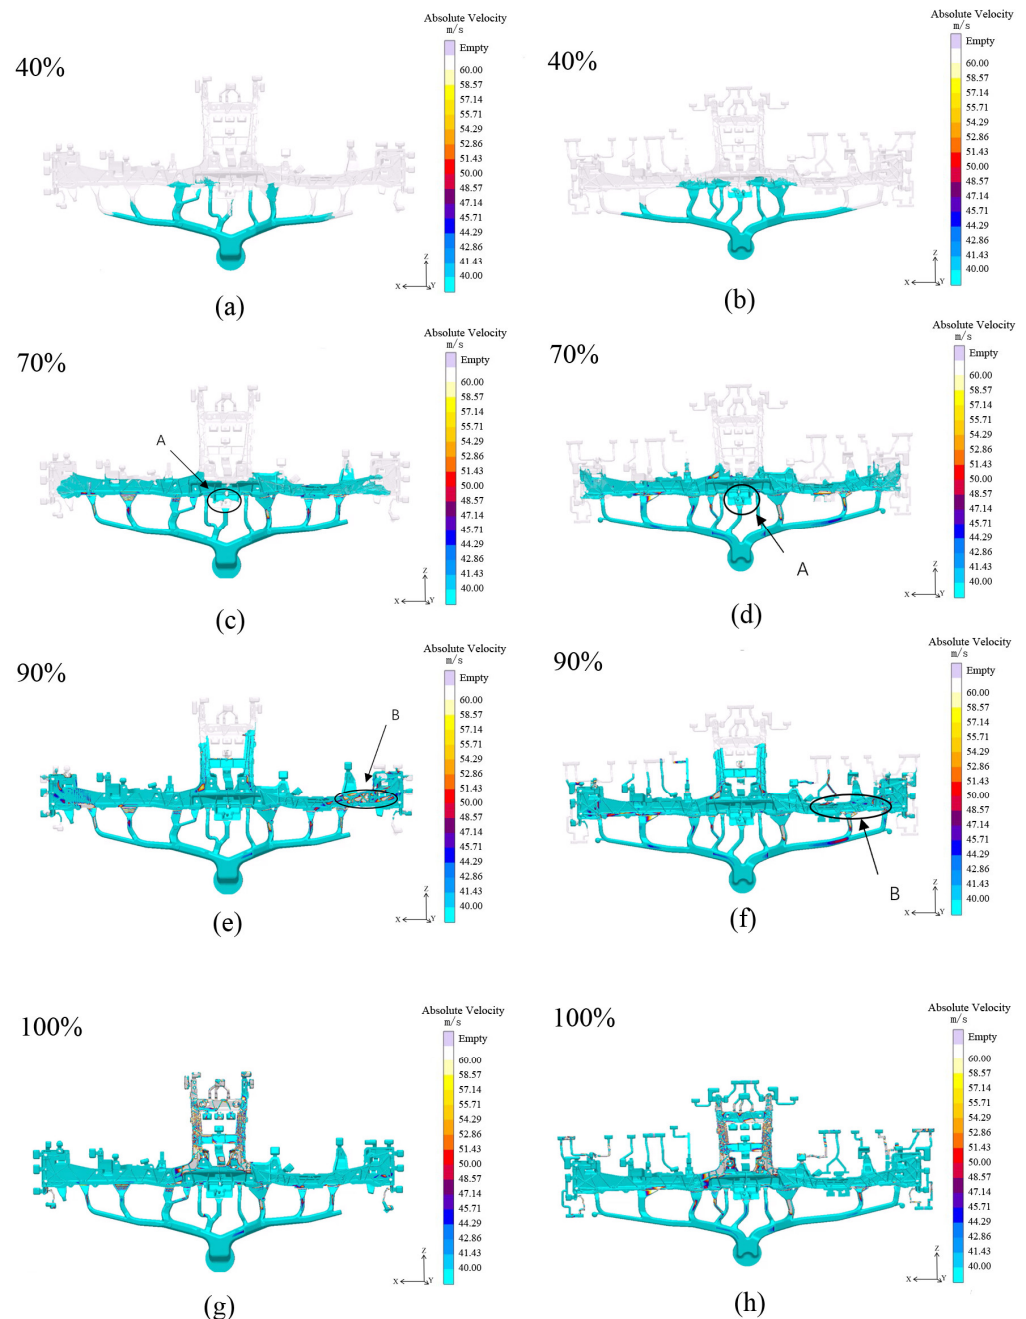 40%
Absolute Velocity
m/s
Empty
60.00
58.57
57.14
55.71
54.29
52.86
51.43
50.00
48.57
47.14
45.71
44.29
42.86
41.43
40.00
Z
X
Y
(a)
40%
Absolute Velocity
m/s
Empty
60.00
58.57
57.14
55.71
54.29
52.86
51.43
50.00
48.57
47.14
45.71
44.29
42.86
41.43
40.00
Z
X
Y
(b)
70%
Absolute Velocity
m/s
Empty
60.00
58.57
57.14
55.71
54.29
52.86
51.43
50.00
48.57
47.14
45.71
44.29
42.86
41.43
40.00
A
Z
X
Y
(c)
70%
Absolute Velocity
m/s
Empty
60.00
58.57
57.14
55.71
54.29
52.86
51.43
50.00
48.57
47.14
45.71
44.29
42.86
41.43
40.00
A
Z
X
Y
(d)
90%
Absolute Velocity
m/s
Empty
60.00
58.57
57.14
55.71
54.29
52.86
51.43
50.00
48.57
47.14
45.71
44.29
42.86
41.43
40.00
B
Z
X
Y
(e)
90%
Absolute Velocity
m/s
Empty
60.00
58.57
57.14
55.71
54.29
52.86
51.43
50.00
48.57
47.14
45.71
44.29
42.86
41.43
40.00
B
Z
X
Y
(f)
100%
Absolute Velocity
m/s
Empty
60.00
58.57
57.14
55.71
54.29
52.86
51.43
50.00
48.57
47.14
45.71
44.29
42.86
41.43
40.00
Z
X
Y
(g)
100%
Absolute Velocity
m/s
Empty
60.00
58.57
57.14
55.71
54.29
52.86
51.43
50.00
48.57
47.14
45.71
44.29
42.86
41.43
40.00
Z
X
Y
(h)